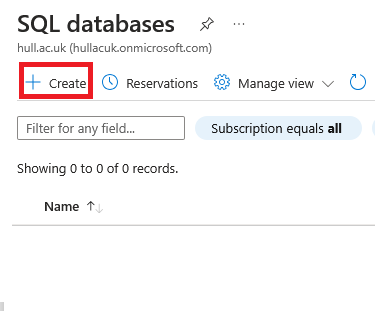 SQL databases
hull.ac.uk (hullacuk.onmicrosoft.com)
Create Reservations Manage view
Filter for any field... Subscription equals all
Showing 0 to 0 of 0 records.
Name